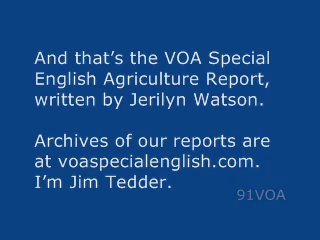 And that’s the VOA Special
English Agriculture Report,
written by Jerilyn Watson.
Archives of our reports are
at voaspecialenglish.com.
I’m Jim Tedder.
91VOA